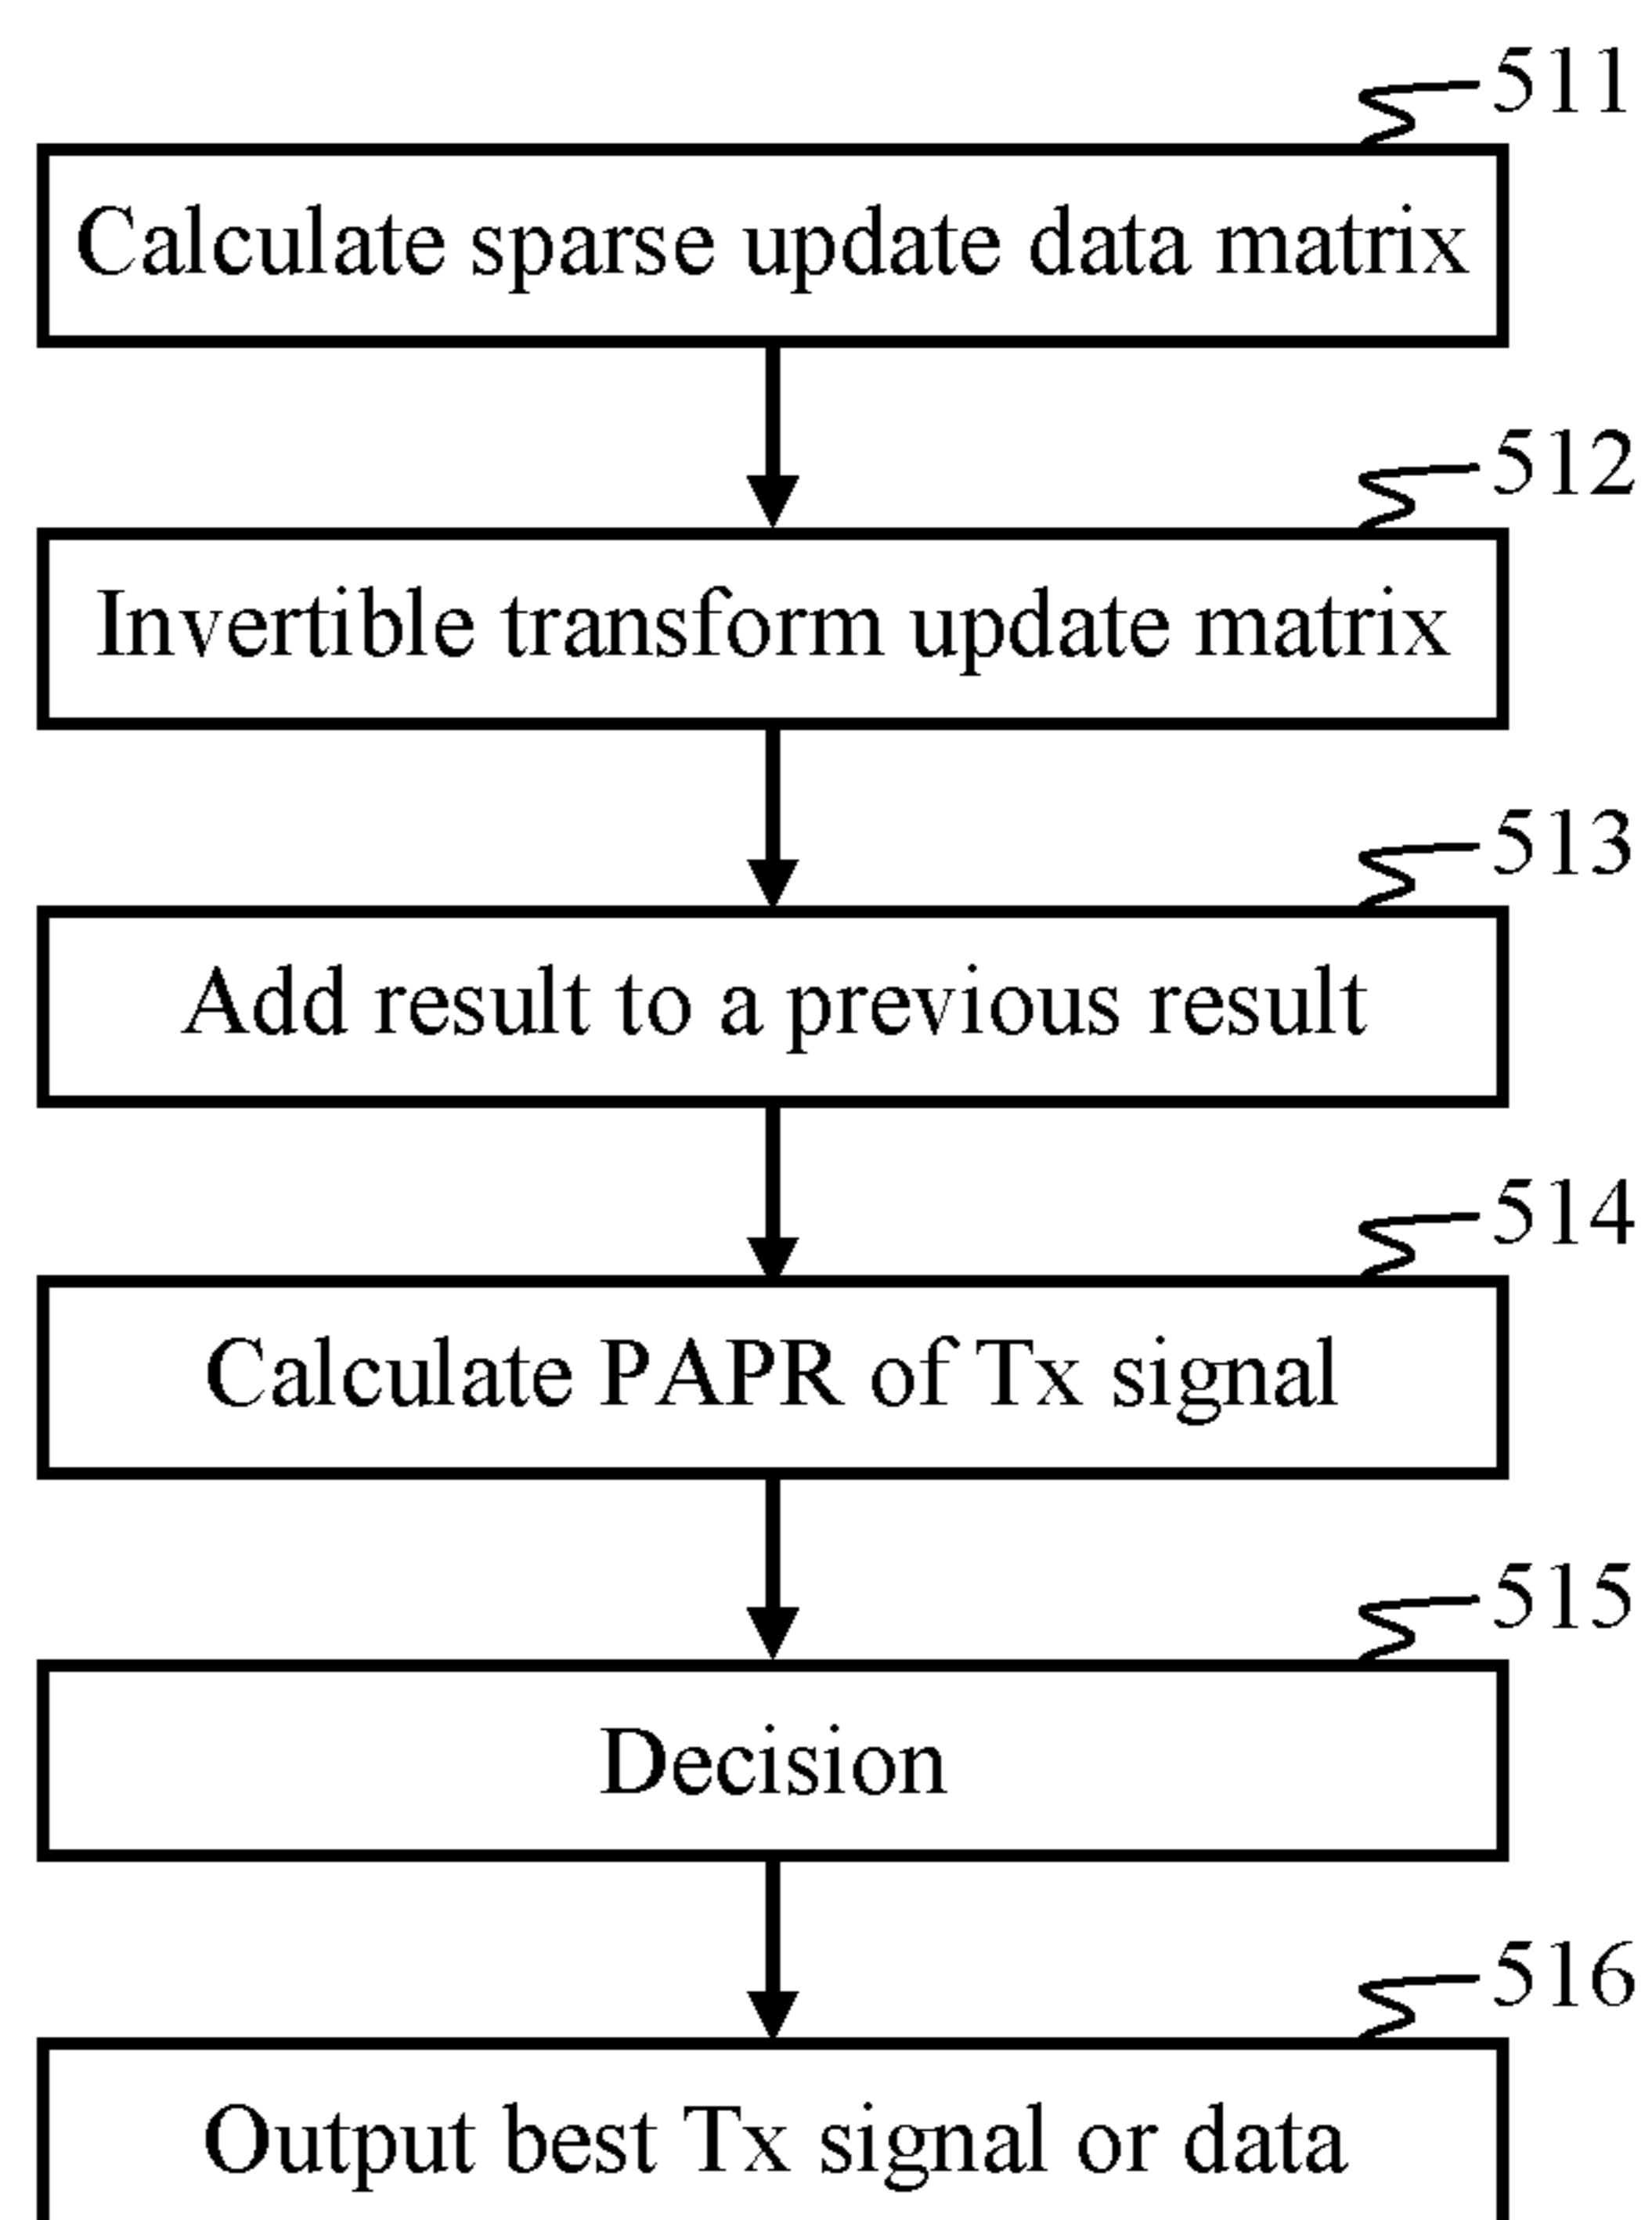 511
Calculate sparse update data matrix
512
Invertible transform update matrix
513
Add result to a previous result
514
Calculate PAPR of Tx signal
515
Decision
516
Output best Tx signal or data